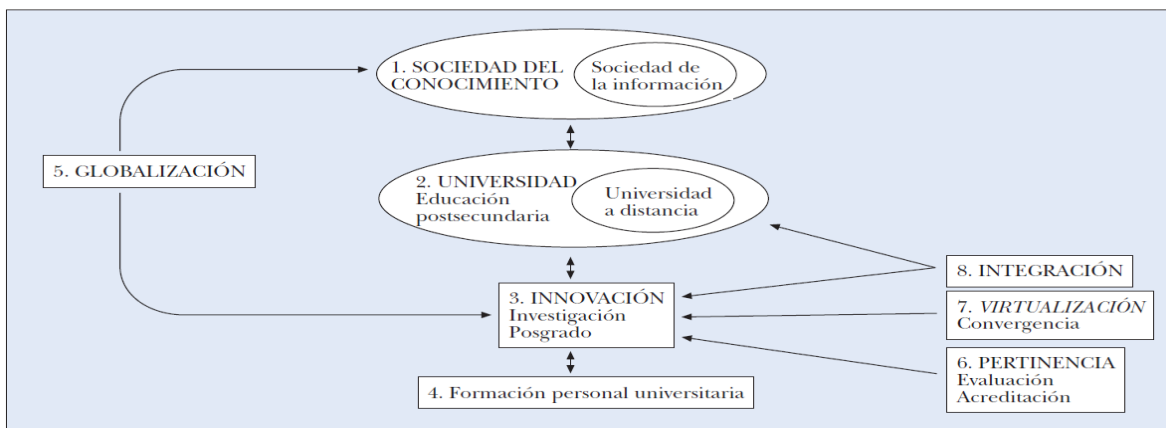 1. SOCIEDAD DEL
CONOCIMIENTO
Sociedad de
la información
5. GLOBALIZACIÓN
2. UNIVERSIDAD
Educación
postsecundaria
Universidad
a distancia
3. INNOVACIÓN
Investigación
Posgrado
4. Formación personal universitaria
8. INTEGRACIÓN
7. VIRTUALIZACIÓN
Convergencia
6. PERTINENCIA
Evaluación
Acreditación